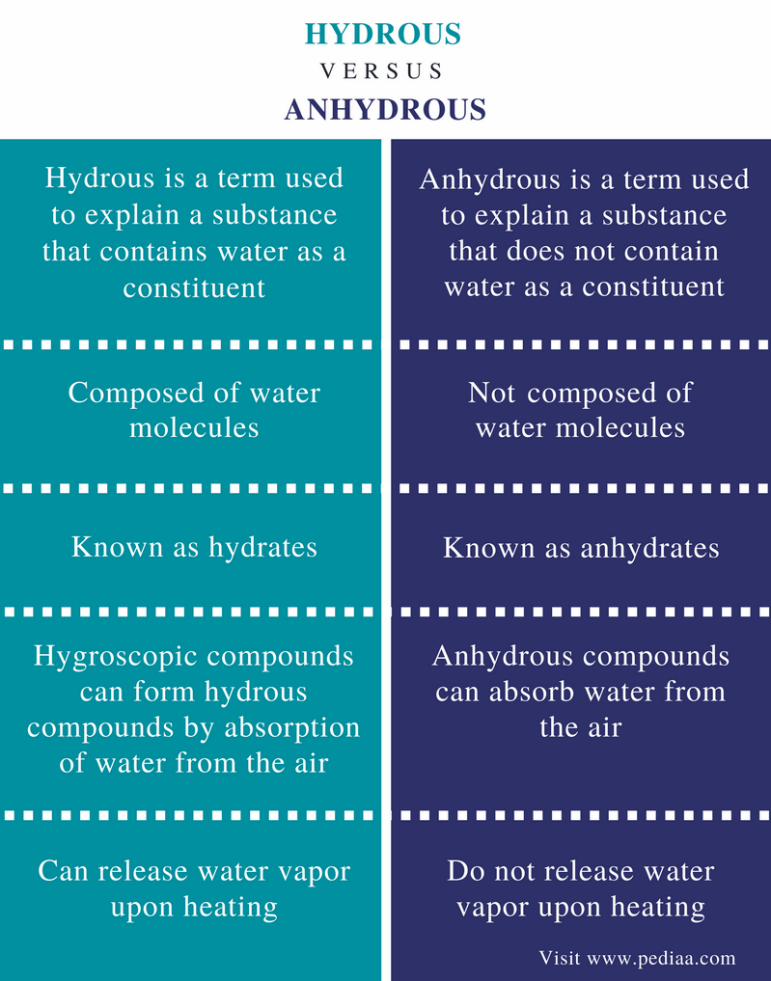 HYDROUS
VERSUS
ANHYDROUS
Hydrous is a term used
to explain a substance
that contains water as a
constituent
Anhydrous is a term used
to explain a substance
that does not contain
water as a constituent
Composed of water
molecules
Not composed of
water molecules
Known as hydrates
Known as anhydrates
Hygroscopic compounds
can form hydrous
compounds by absorption
of water from the air
Anhydrous compounds
can absorb water from
the air
Can release water vapor
upon heating
Do not release water
vapor upon heating
Visit www.pediaa.com